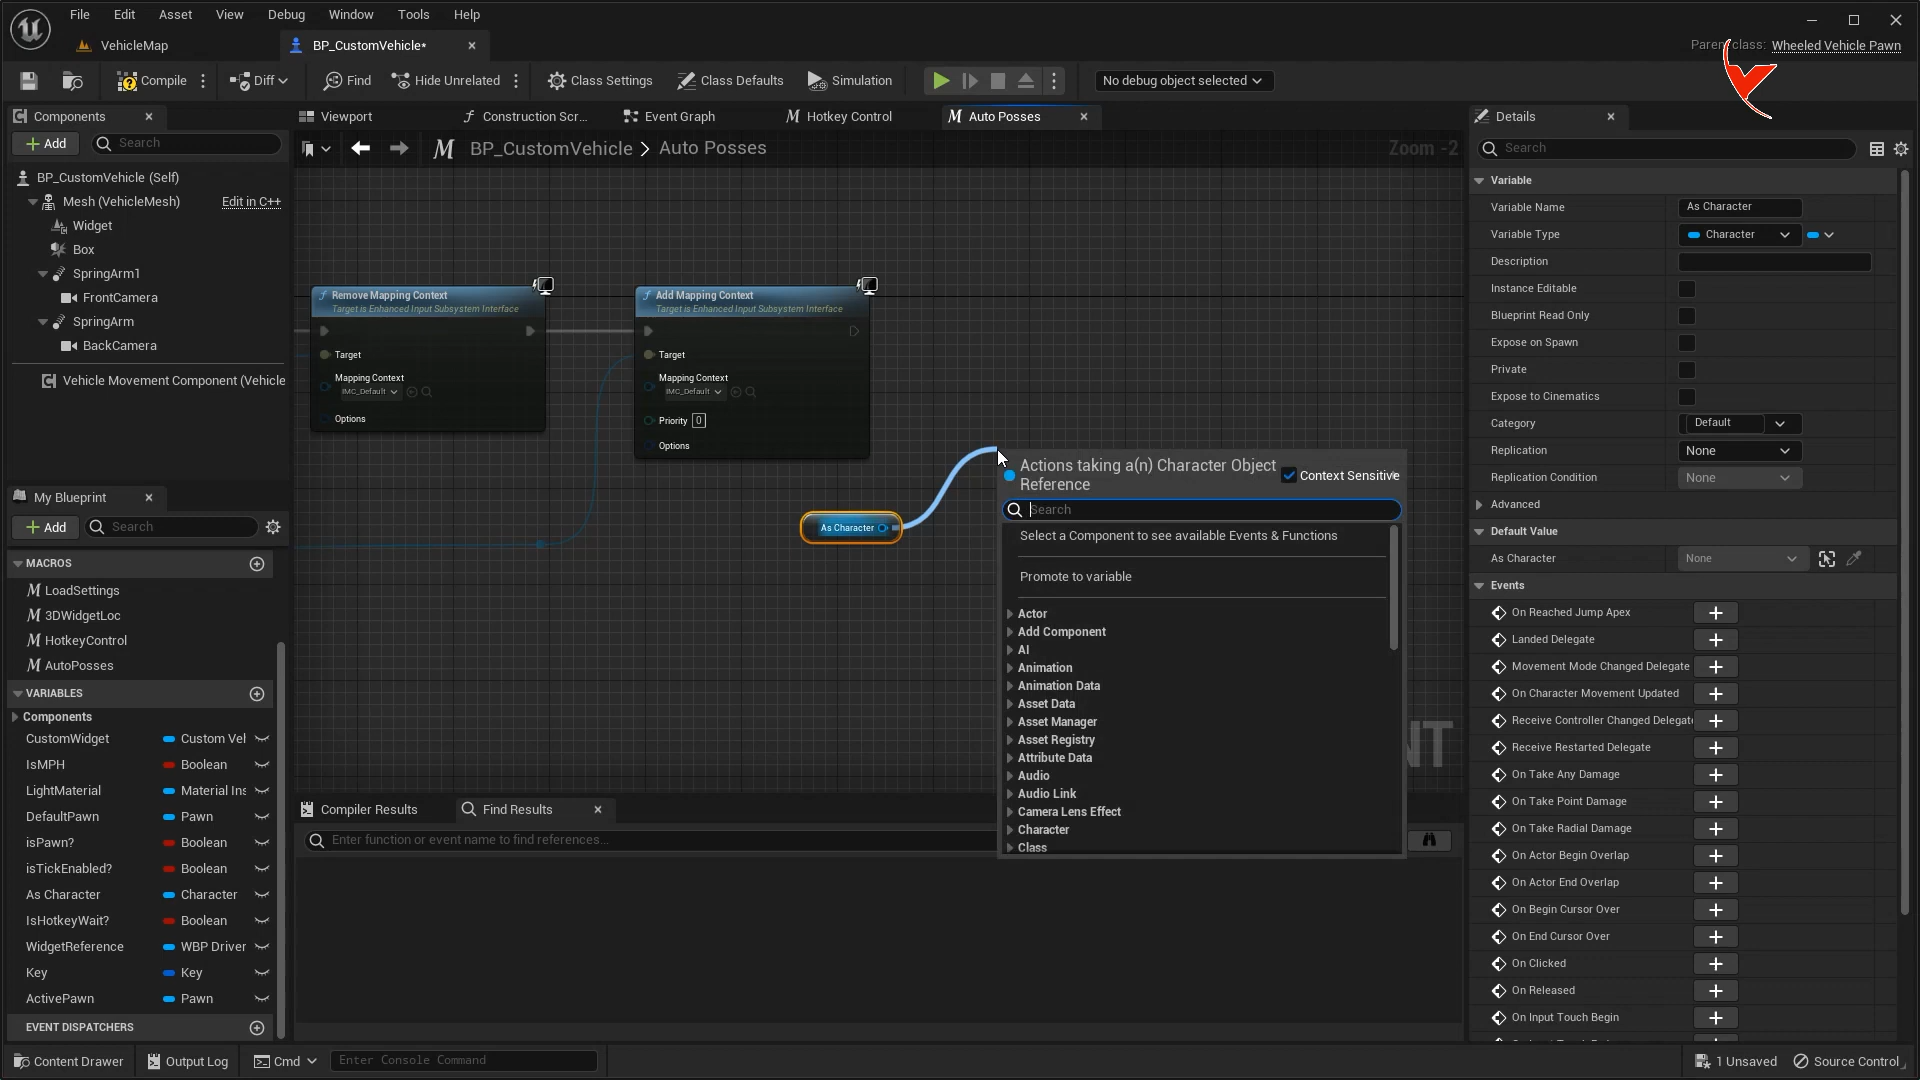 File Edit Asset View Debug Window Tools Help
VehicleMap
BP_CustomVehicle*
Parent class: Wheeled Vehicle Pawn
Compile
Diff
Find
Hide Unrelated
Class Settings
Class Defaults
Simulation
No debug object selected
Components
Add
Search
BP_CustomVehicle (Self)
Mesh (VehicleMesh)
Edit in C++
Widget
Box
SpringArm1
FrontCamera
SpringArm
BackCamera
Vehicle Movement Component (Vehicle
My Blueprint
Add
Search
MACROS
LoadSettings
3DWidgetLoc
HotkeyControl
AutoPosses
VARIABLES
Components
CustomWidget Custom Vel
IsMPH Boolean
LightMaterial Material Ins
DefaultPawn Pawn
isPawn? Boolean
isTickEnabled? Boolean
As Character Character
IsHotkeyWait? Boolean
WidgetReference WBP Driver
Key Key
ActivePawn Pawn
EVENT DISPATCHERS
Viewport
Construction Scr...
Event Graph
Hotkey Control
Auto Posses
BP_CustomVehicle > Auto Posses
Zoom -2
Remove Mapping Context
Target is Enhanced Input Subsystem Interface
Target
Mapping Context
IMC_Default
Options
Add Mapping Context
Target is Enhanced Input Subsystem Interface
Target
Mapping Context
IMC_Default
Priority 0
Options
As Character
Actions taking a(n) Character Object
Reference
Context Sensitive
Search
Select a Component to see available Events & Functions
Promote to variable
Actor
Add Component
AI
Animation
Animation Data
Asset Data
Asset Manager
Asset Registry
Attribute Data
Audio
Audio Link
Camera Lens Effect
Character
Class
NT
Compiler Results
Find Results
Enter function or event name to find references...
Details
Search
Variable
Variable Name As Character
Variable Type Character
Description
Instance Editable
Blueprint Read Only
Expose on Spawn
Private
Expose to Cinematics
Category Default
Replication None
Replication Condition None
Advanced
Default Value
As Character None
Events
On Reached Jump Apex
Landed Delegate
Movement Mode Changed Delegate
On Character Movement Updated
Receive Controller Changed Delegate
Receive Restarted Delegate
On Take Any Damage
On Take Point Damage
On Take Radial Damage
On Actor Begin Overlap
On Actor End Overlap
On Begin Cursor Over
On End Cursor Over
On Clicked
On Released
On Input Touch Begin
Content Drawer
Output Log
Cmd
Enter Console Command
1 Unsaved
Source Control